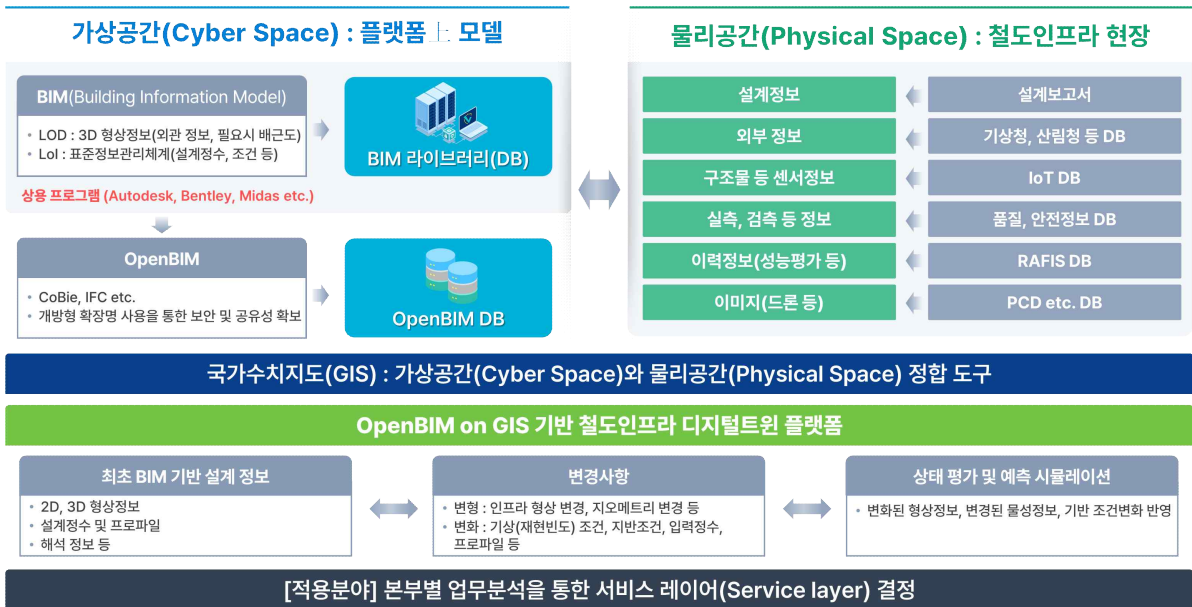 가상공간(Cyber Space) : 플랫폼上 모델
BIM(Building Information Model)
• LOD : 3D 형상정보(외관 정보, 필요시 배근도)
• LoI : 표준정보관리체계(설계정수, 조건 등)
BIM 라이브러리(DB)
상용 프로그램 (Autodesk, Bentley, Midas etc.)
OpenBIM
• CoBie, IFC etc.
• 개방형 확장명 사용을 통한 보안 및 공유성 확보
OpenBIM DB
물리공간(Physical Space) : 철도인프라 현장
설계정보
설계보고서
외부 정보
기상청, 산림청 등 DB
구조물 등 센서정보
IoT DB
실측, 검측 등 정보
품질, 안전정보 DB
이력정보(성능평가 등)
RAFIS DB
이미지(드론 등)
PCD etc. DB
국가수치지도(GIS) : 가상공간(Cyber Space)와 물리공간(Physical Space) 정합 도구
OpenBIM on GIS 기반 철도인프라 디지털트윈 플랫폼
최초 BIM 기반 설계 정보
• 2D, 3D 형상정보
• 설계정수 및 프로파일
• 해석 정보 등
변경사항
• 변형 : 인프라 형상 변경, 지오메트리 변경 등
• 변화 : 기상(재현빈도) 조건, 지반조건, 입력정수,
프로파일 등
상태 평가 및 예측 시뮬레이션
• 변화된 형상정보, 변경된 물성정보, 기반 조건변화 반영
[적용분야] 본부별 업무분석을 통한 서비스 레이어(Service layer) 결정